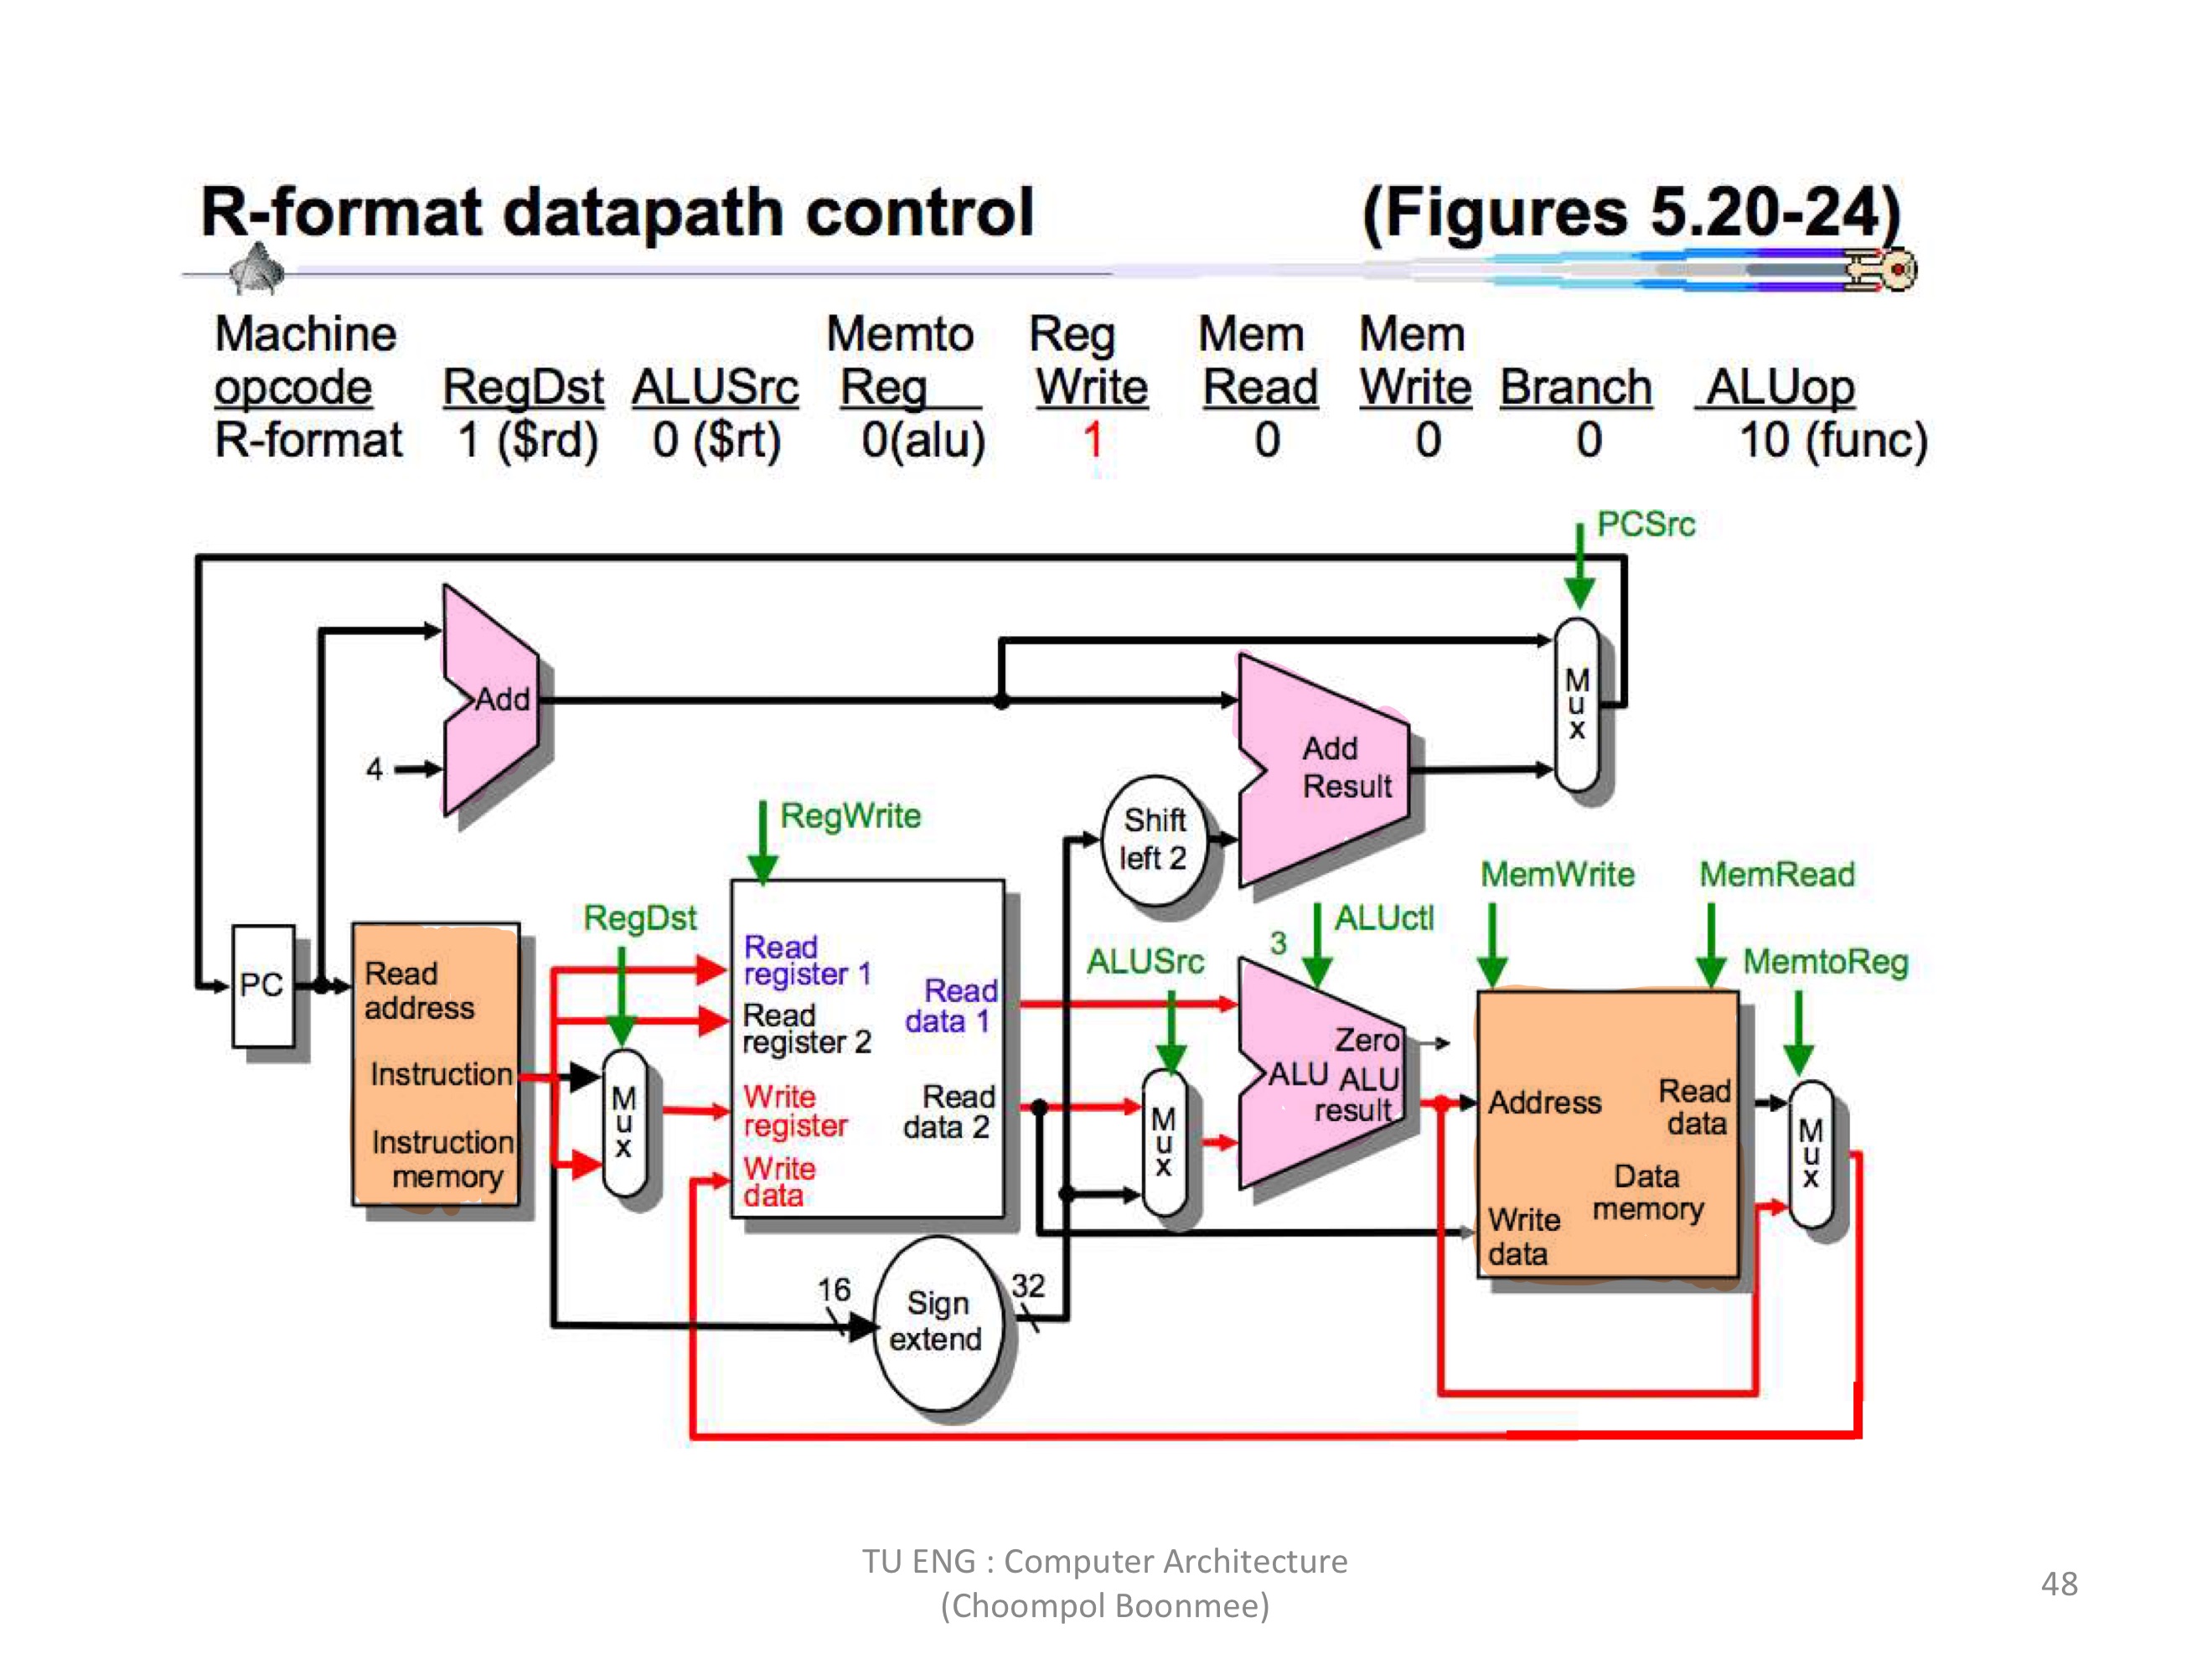 R-format datapath control (Figures 5.20-24)
Machine Memto Reg Mem Mem
opcode RegDst ALUSrc Reg Write Read Write Branch ALUop
R-format 1 ($rd) 0 ($rt) 0(alu) 1 0 0 0 10 (func)
PCSrc
Add
4
M
u
x
Add
Result
Shift
left 2
RegWrite
MemWrite
MemRead
RegDst
ALUctl
3
ALUSrc
MemtoReg
PC
Read
address
Instruction
Instruction
memory
M
u
x
Read
register 1
Read
register 2
Write
register
Write
data
Read
data 1
Read
data 2
M
u
x
Zero
ALU ALU
result
Address
Read
data
Data
memory
Write
data
M
u
x
16
Sign
extend
32
TU ENG : Computer Architecture
(Choompol Boonmee)
48